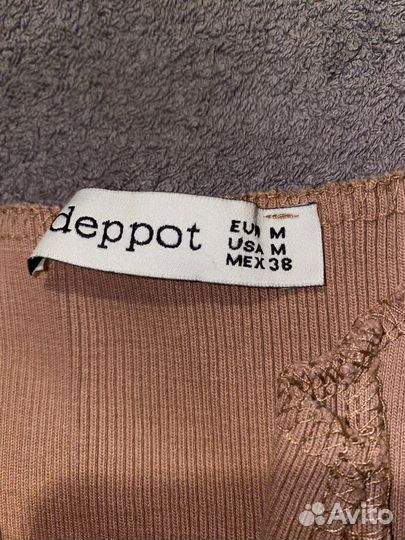 deppot
EUR M
USA M
MEX 38
Avito